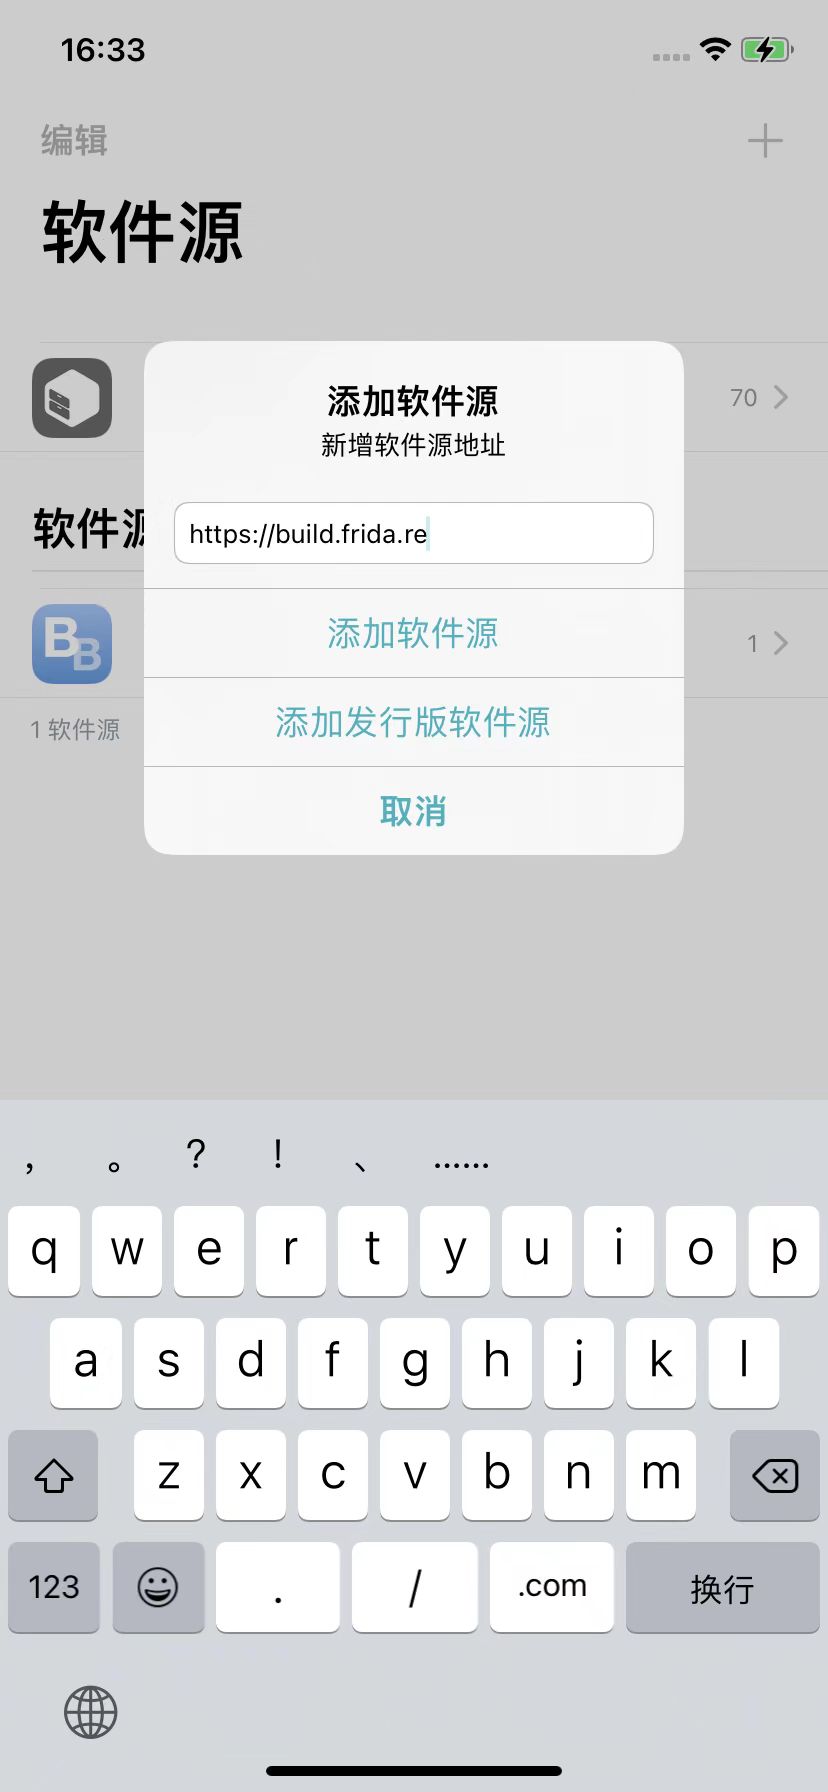 16:33
编辑
软件源
添加软件源
新增软件源地址
70
https://build.frida.re
软件源
添加软件源
BB
1
添加发行版软件源
1 软件源
取消
， 。 ? ! 、 ......
q w e r t y u i o p
a s d f g h j k l
z x c v b n m
123 . / .com 换行